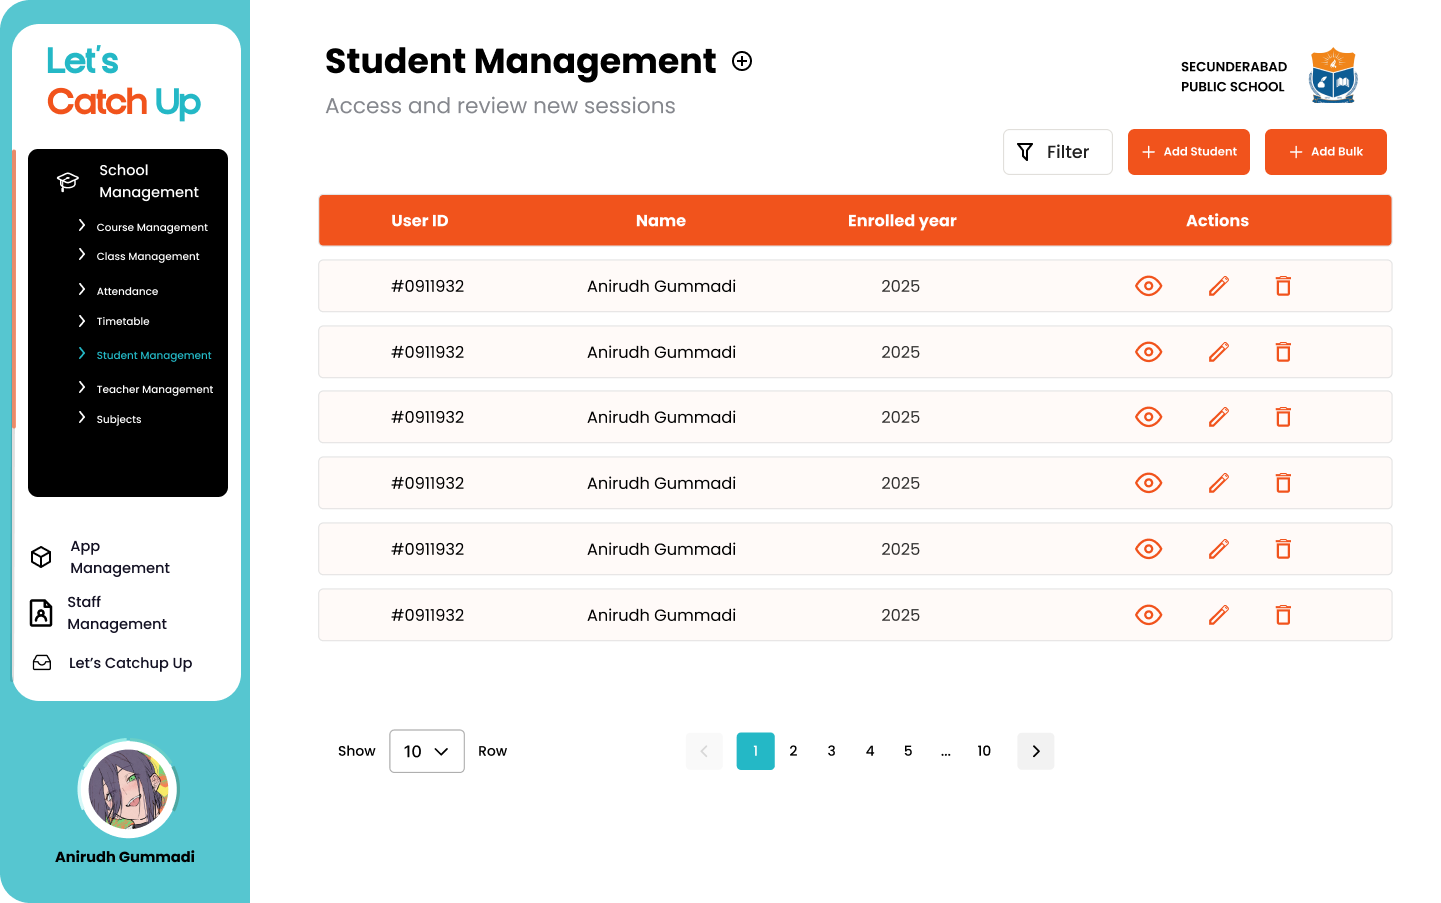 Let's
Catch Up
School
Management
Course Management
Class Management
Attendance
Timetable
Student Management
Teacher Management
Subjects
App
Management
Staff
Management
Let’s Catchup Up
Anirudh Gummadi
Student Management
Access and review new sessions
SECUNDERABAD
PUBLIC SCHOOL
Filter
Add Student
Add Bulk
User ID Name Enrolled year Actions
#0911932 Anirudh Gummadi 2025
#0911932 Anirudh Gummadi 2025
#0911932 Anirudh Gummadi 2025
#0911932 Anirudh Gummadi 2025
#0911932 Anirudh Gummadi 2025
#0911932 Anirudh Gummadi 2025
Show 10 Row 1 2 3 4 5 ... 10